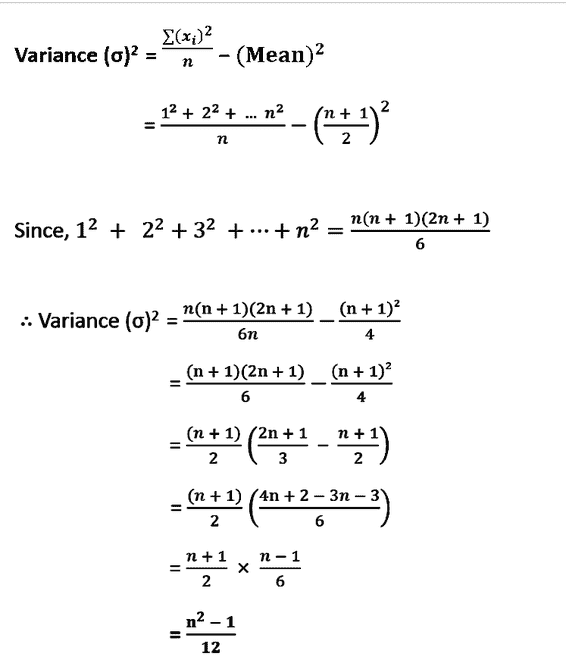 Variance (σ)² = ∑(xᵢ)²/n − (Mean)²
= (1² + 2² + ... n²)/n − ((n + 1)/2)²
Since, 1² + 2² + 3² + ⋯ + n² = n(n + 1)(2n + 1)/6
∴ Variance (σ)² = n(n + 1)(2n + 1)/6n − (n + 1)²/4
= (n + 1)(2n + 1)/6 − (n + 1)²/4
= (n + 1)/2 ((2n + 1)/3 − (n + 1)/2)
= (n + 1)/2 ((4n + 2 − 3n − 3)/6)
= (n + 1)/2 × (n − 1)/6
= (n² − 1)/12